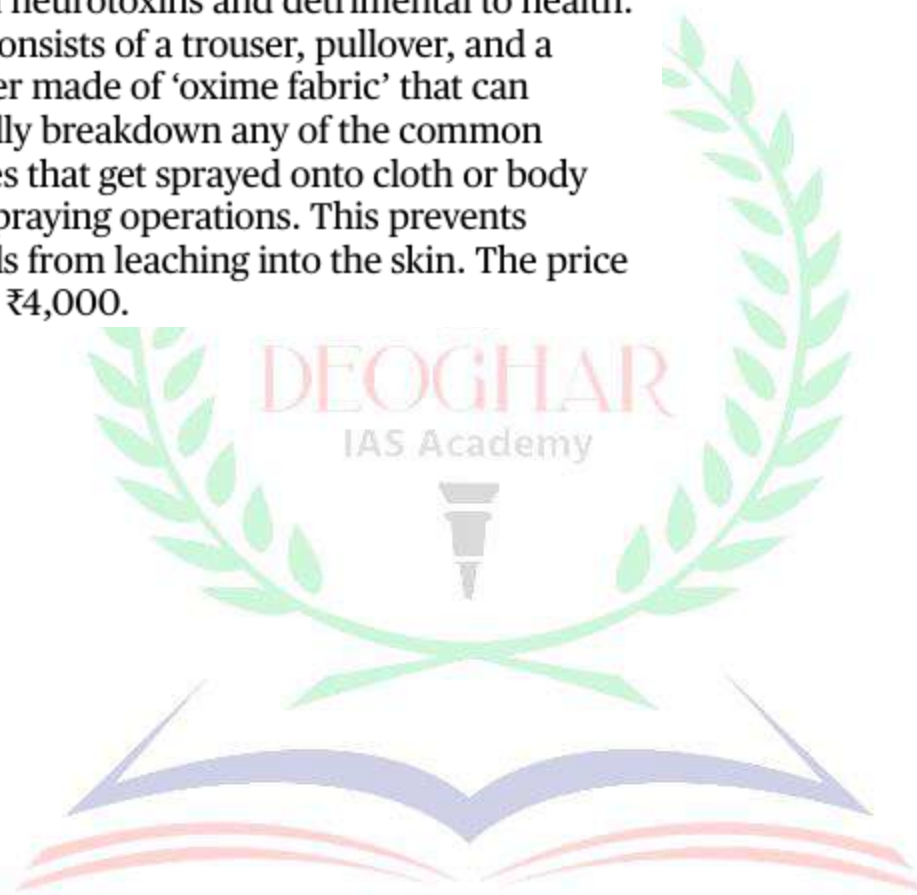 neurotoxins and detrimental to health.
onsists of a trouser, pullover, and a
er made of ‘oxime fabric’ that can
lly breakdown any of the common
es that get sprayed onto cloth or body
praying operations. This prevents
ls from leaching into the skin. The price
₹4,000.
DEOGHAR
IAS Academy